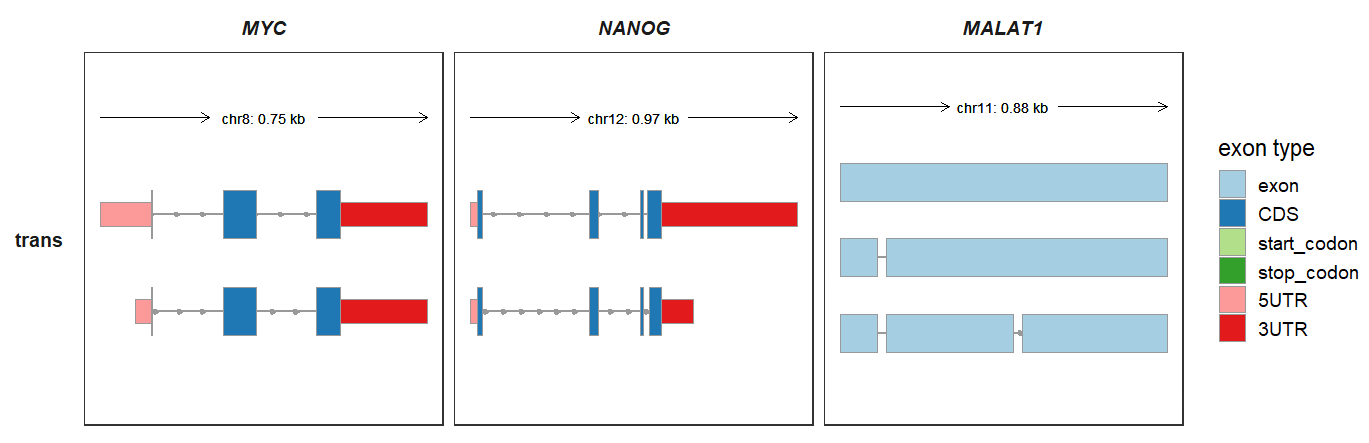 MYC
NANOG
MALAT1
chr8: 0.75 kb
chr12: 0.97 kb
chr11: 0.88 kb
trans
exon type
exon
CDS
start_codon
stop_codon
5UTR
3UTR